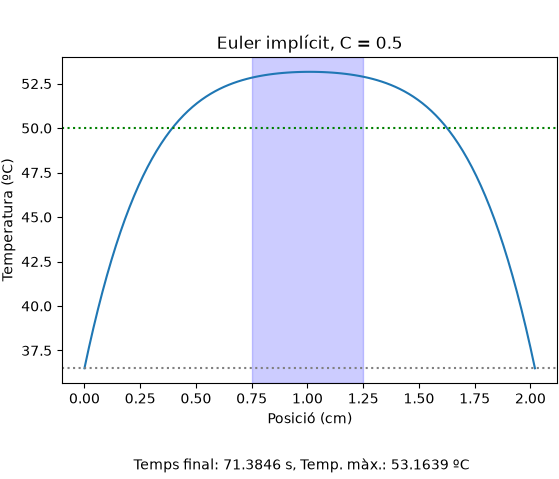 Euler implícit, C = 0.5
Temperatura (ºC)
52.5
50.0
47.5
45.0
42.5
40.0
37.5
0.00 0.25 0.50 0.75 1.00 1.25 1.50 1.75 2.00
Posició (cm)
Temps final: 71.3846 s, Temp. màx.: 53.1639 ºC